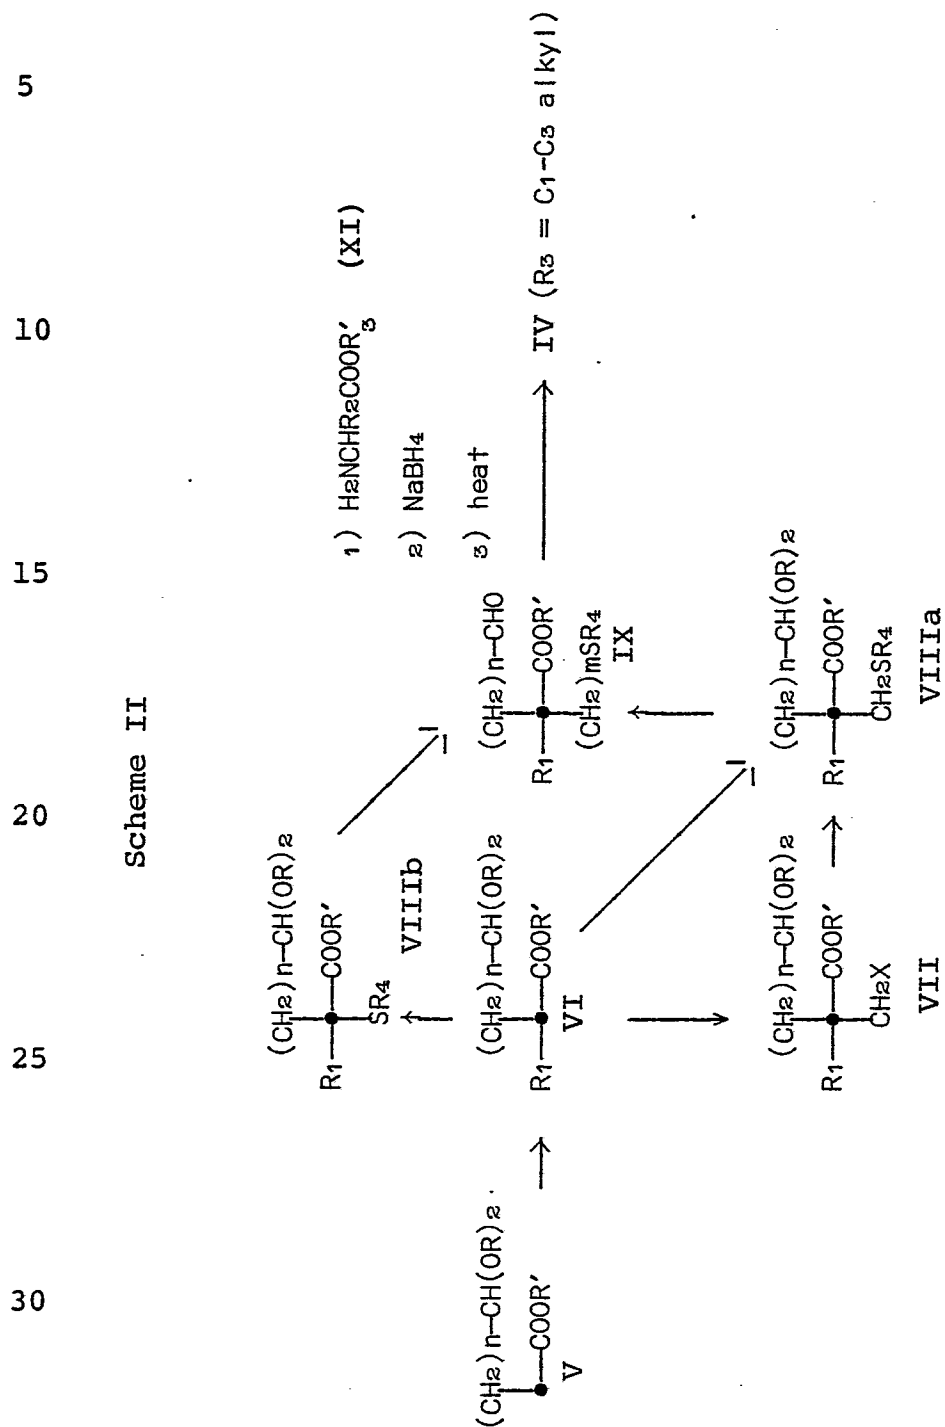 5
10
15
20
25
30
Scheme II
(CH2)n-CH(OR)2
COOR'
V
(CH2)n-CH(OR)2
R1 COOR'
VI
(CH2)n-CH(OR)2
R1 COOR'
SR4
VIIIb
(CH2)n-CH(OR)2
R1 COOR'
CH2X
VII
(CH2)n-CH(OR)2
R1 COOR'
CH2SR4
VIIIa
(CH2)n-CHO
R1 COOR'
(CH2)mSR4
IX
1) H2NCHR2COOR'3 (XI)
2) NaBH4
3) heat
IV (R3 = C1-C3 alkyl)